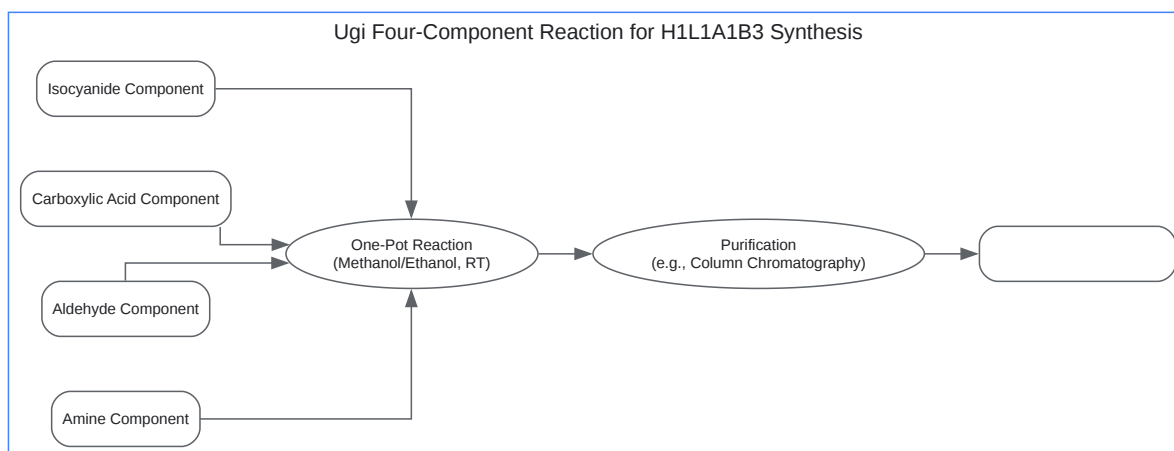 Ugi Four-Component Reaction for H1L1A1B3 Synthesis
Isocyanide Component
Carboxylic Acid Component
One-Pot Reaction
(Methanol/Ethanol, RT)
Purification
(e.g., Column Chromatography)
Aldehyde Component
Amine Component